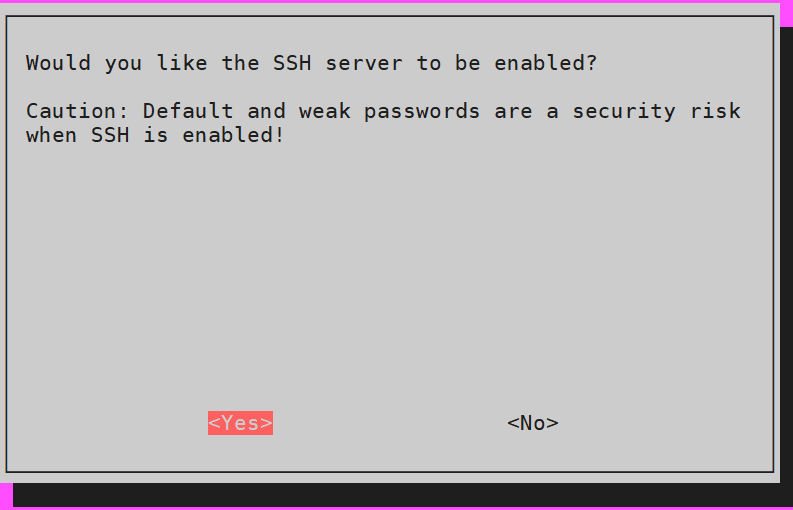 Would you like the SSH server to be enabled?
Caution: Default and weak passwords are a security risk
when SSH is enabled!
<Yes> <No>